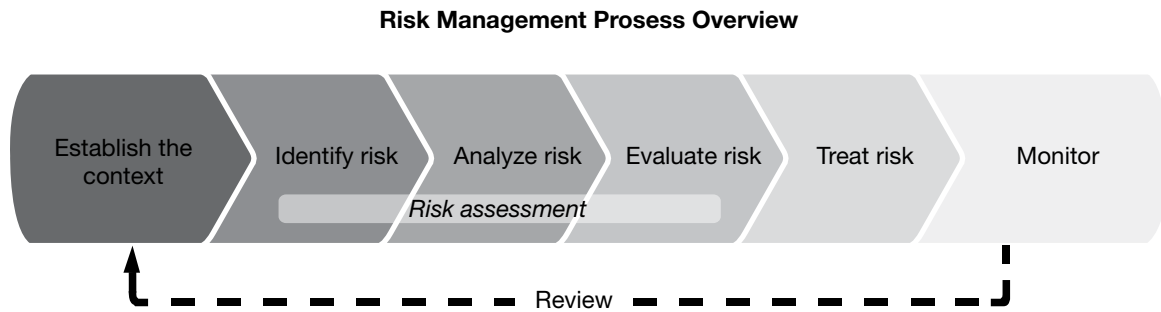 Risk Management Prosess Overview
Establish the
context
Identify risk
Analyze risk
Evaluate risk
Treat risk
Monitor
Risk assessment
Review